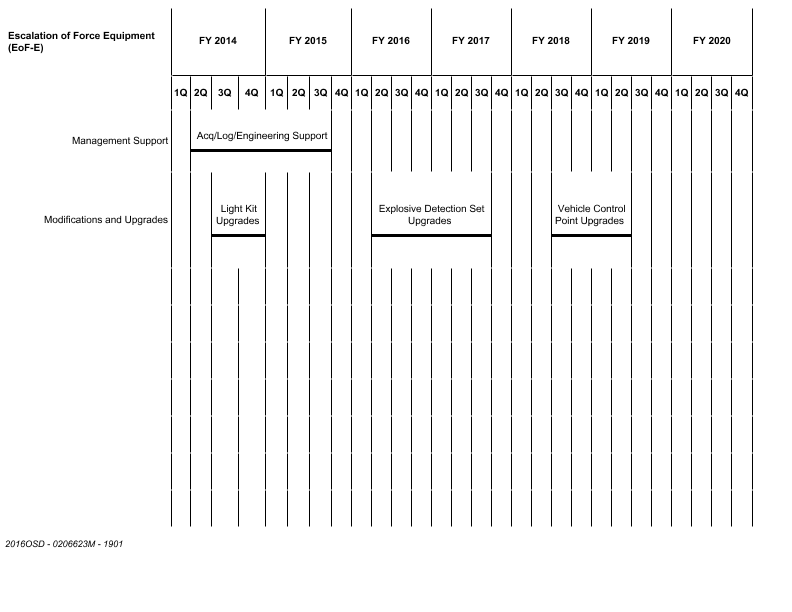 Escalation of Force Equipment
(EoF-E)
FY 2014 FY 2015 FY 2016 FY 2017 FY 2018 FY 2019 FY 2020
1Q 2Q 3Q 4Q 1Q 2Q 3Q 4Q 1Q 2Q 3Q 4Q 1Q 2Q 3Q 4Q 1Q 2Q 3Q 4Q 1Q 2Q 3Q 4Q 1Q 2Q 3Q 4Q
Acq/Log/Engineering Support
Management Support
Light Kit
Upgrades
Explosive Detection Set
Upgrades
Vehicle Control
Point Upgrades
Modifications and Upgrades
2016OSD - 0206623M - 1901